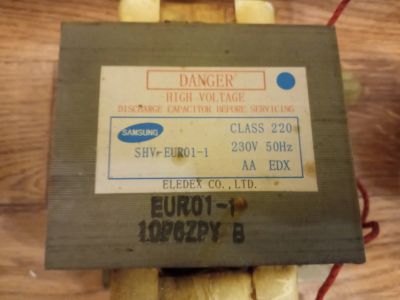 DANGER
HIGH VOLTAGE
DISCHARGE CAPACITOR BEFORE SERVICING
SAMSUNG CLASS 220
SHV-EUR01-1 230V 50Hz
AA EDX
ELEDEX CO., LTD.
EUR01-1
10P6ZPY B